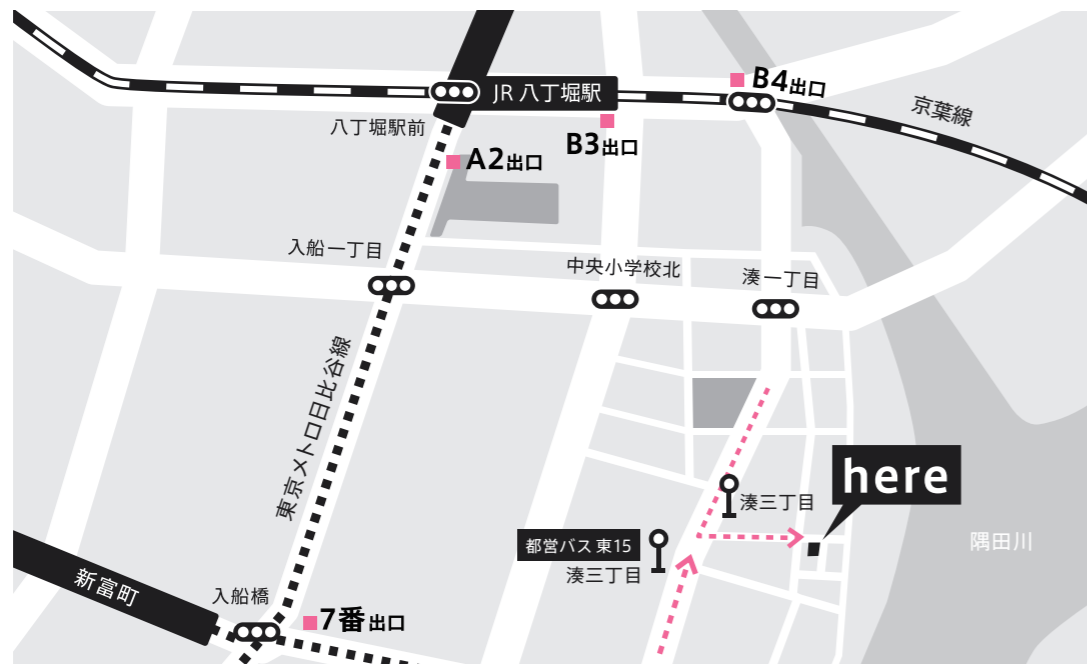 B4出口
JR 八丁堀駅
京葉線
八丁堀駅前
B3出口
A2出口
入船一丁目
中央小学校北
湊一丁目
東京メトロ日比谷線
here
湊三丁目
都営バス 東15
湊三丁目
隅田川
新富町
入船橋
7番出口